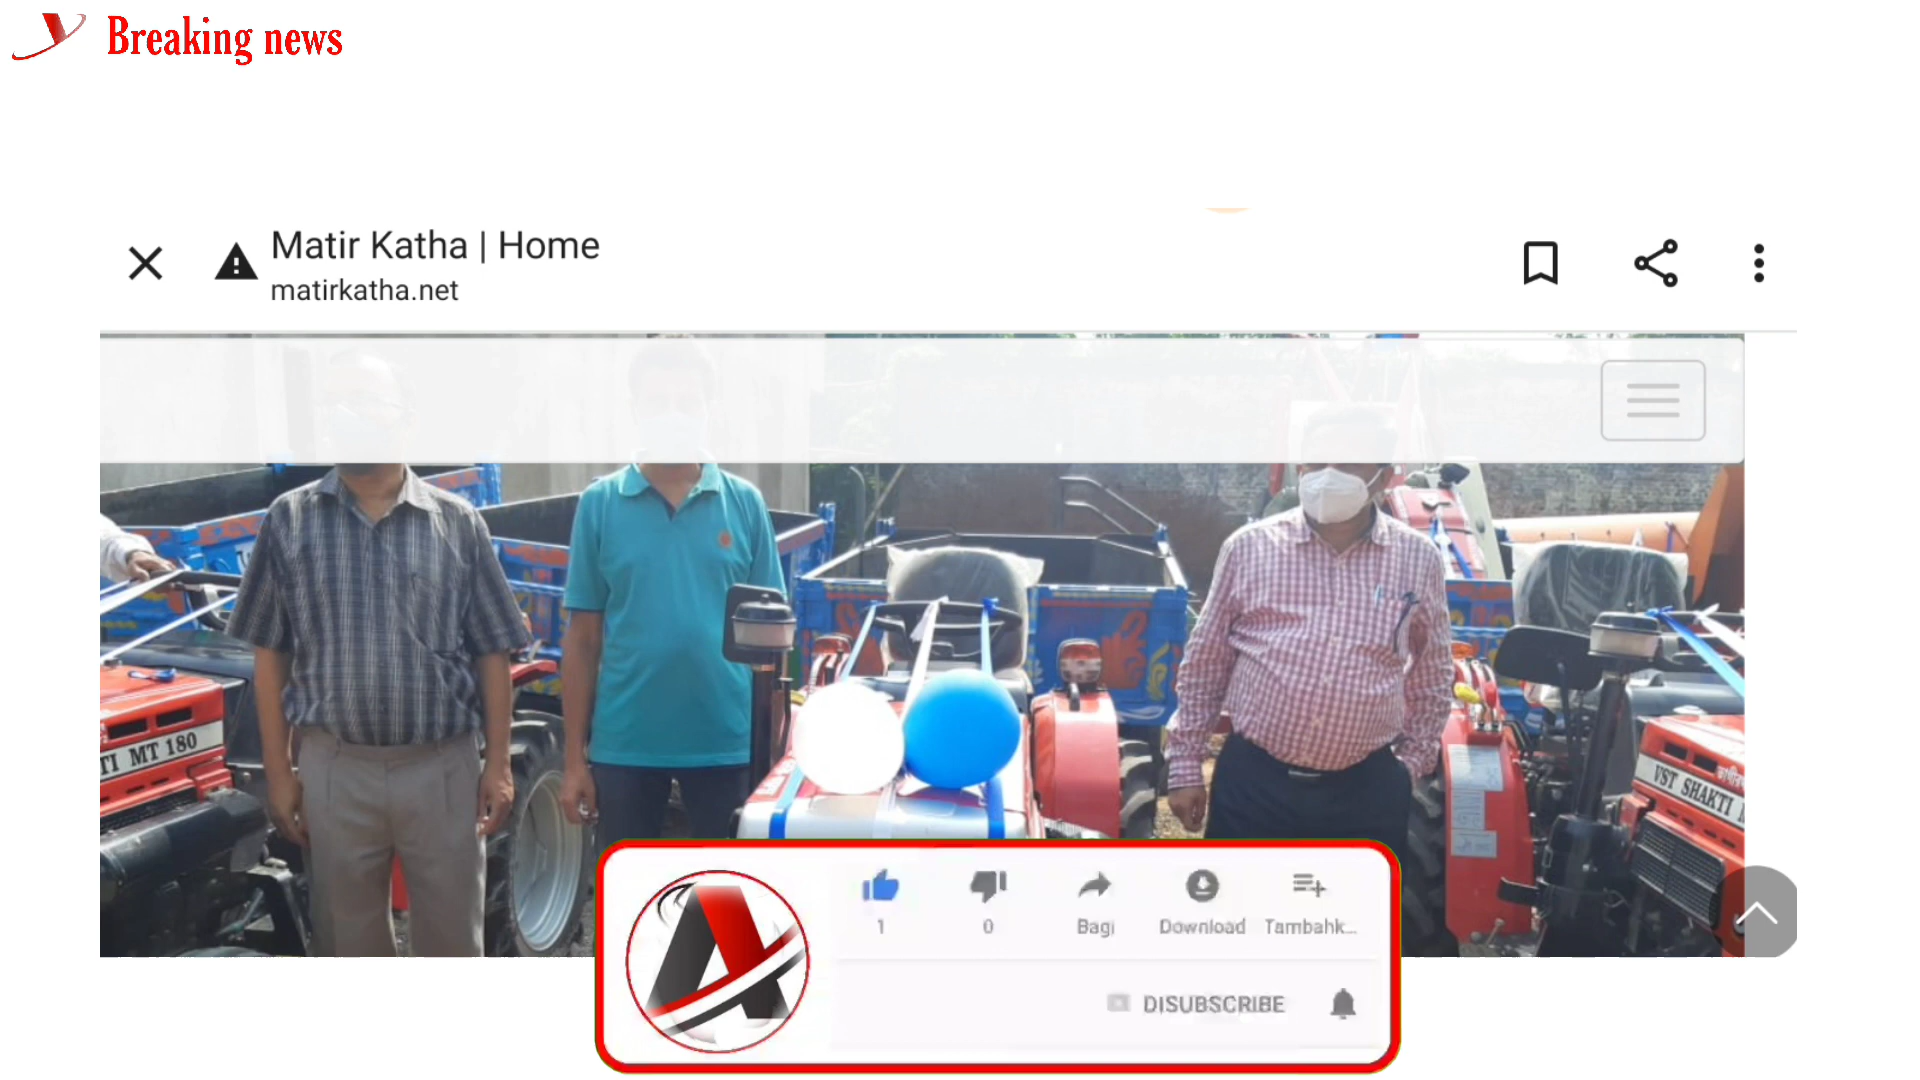 Breaking news
Matir Katha | Home
matirkatha.net
TI MT 180
VST SHAKTI
1
0
Bagi
Download
Tambahk...
DISUBSCRIBE